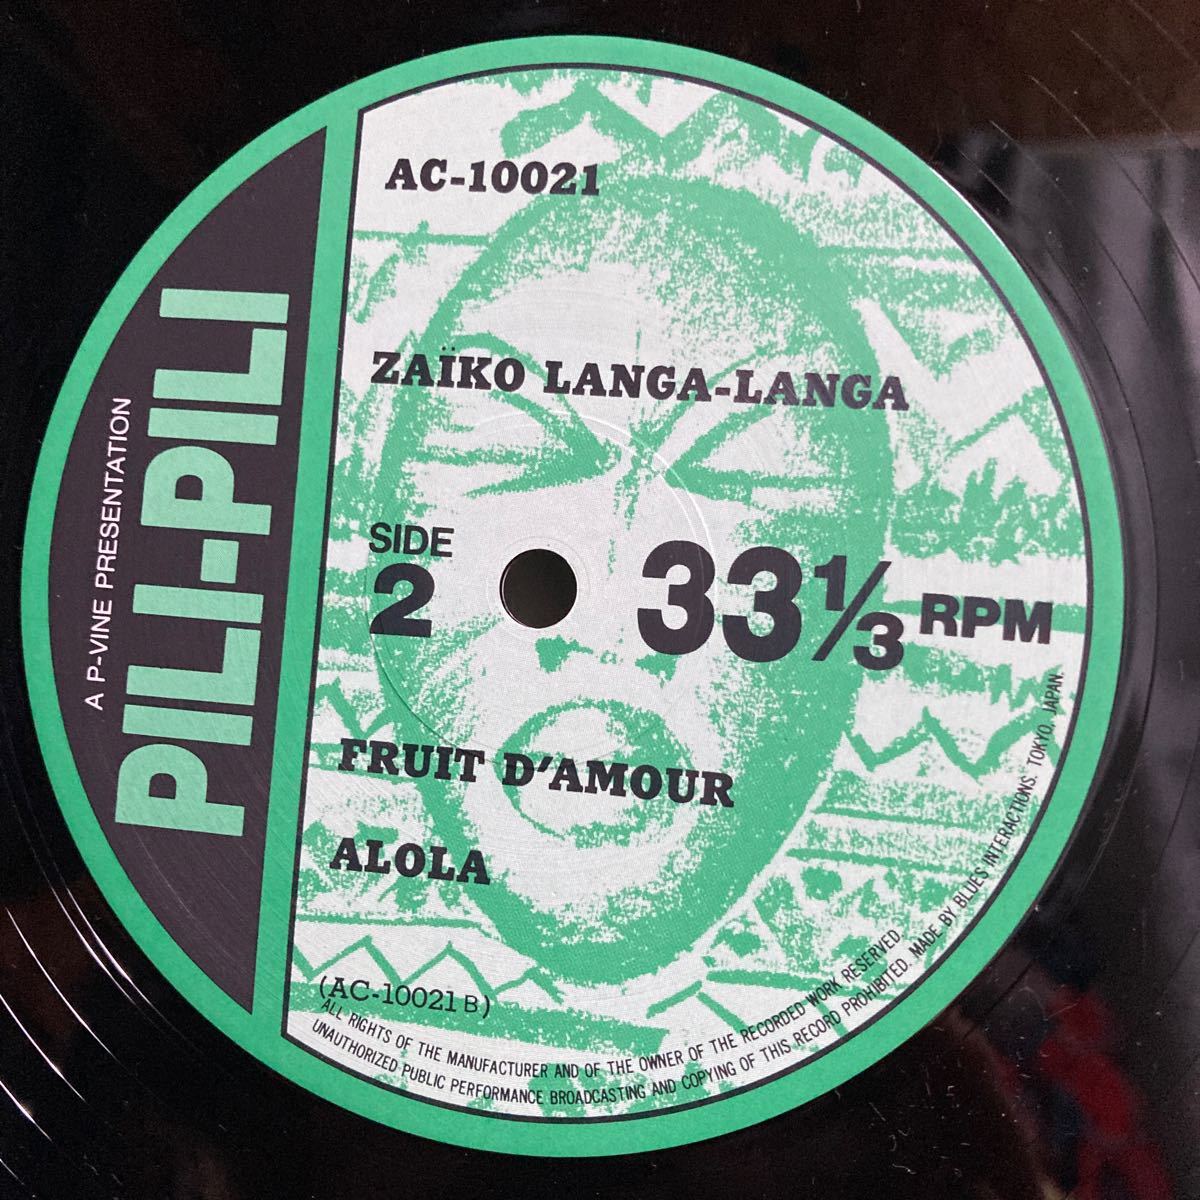 AC-10021
ZAÏKO LANGA-LANGA
A P-VINE PRESENTATION
PILI-PILI
SIDE
2
33⅓ RPM
FRUIT D'AMOUR
ALOLA
(AC-10021 B)
ALL RIGHTS OF THE MANUFACTURER AND OF THE OWNER OF THE RECORDED WORK RESERVED.
UNAUTHORIZED PUBLIC PERFORMANCE BROADCASTING AND COPYING OF THIS RECORD PROHIBITED. MADE BY BLUES INTERACTIONS. TOKYO. JAPAN.